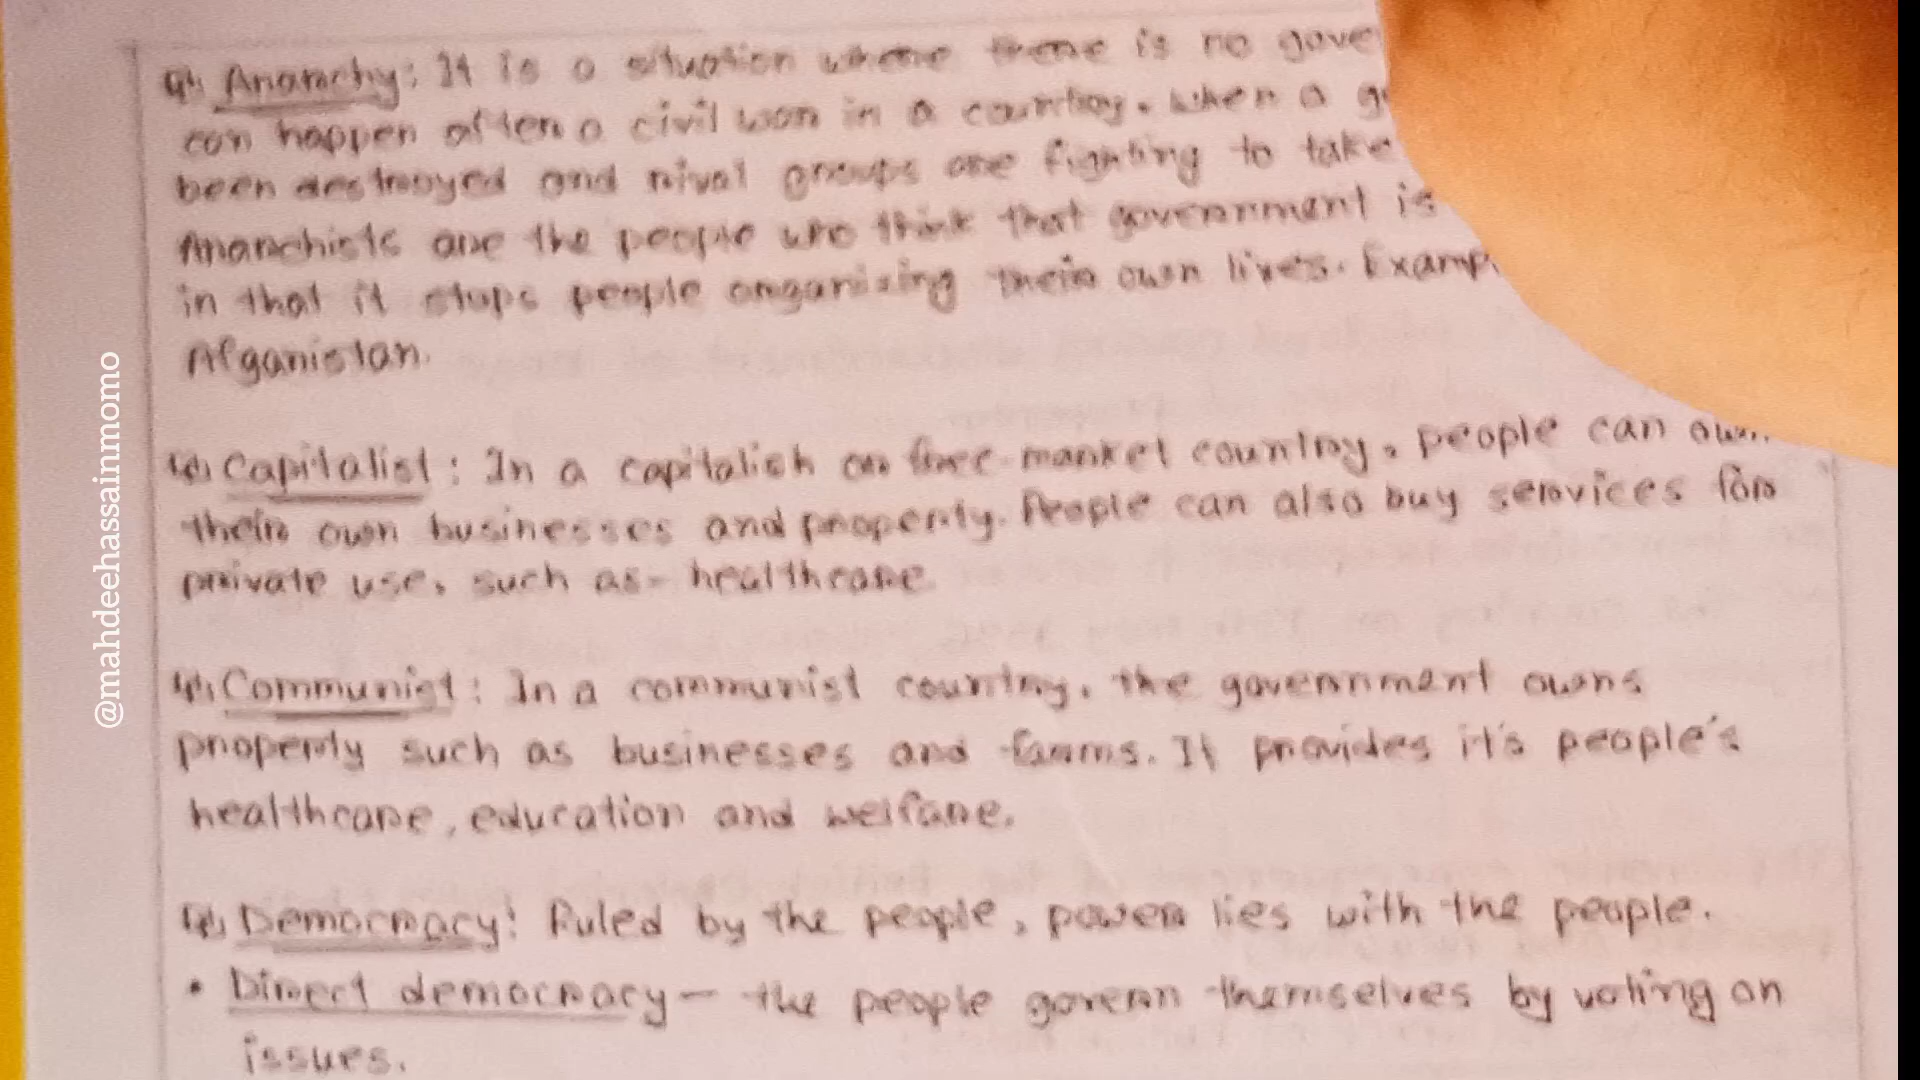 Anarchy: It is a situation where there is no gove
can happen after a civil war in a country. When a g
been destroyed and rival groups are fighting to take
Anarchists are the people who think that government is
in that it stops people organising their own lives. Examp
Afganistan.
Capitalist: In a capitalish or free-market country, people can own
their own businesses and property. People can also buy services for
private use, such as- healthcare
Communist: In a communist country, the government owns
property such as businesses and farms. It provides it's people's
healthcare, education and welfare.
Democracy: Ruled by the people, power lies with the people.
• Direct democracy - the people govern themselves by voting on
issues.
@mahdeehassainmomo